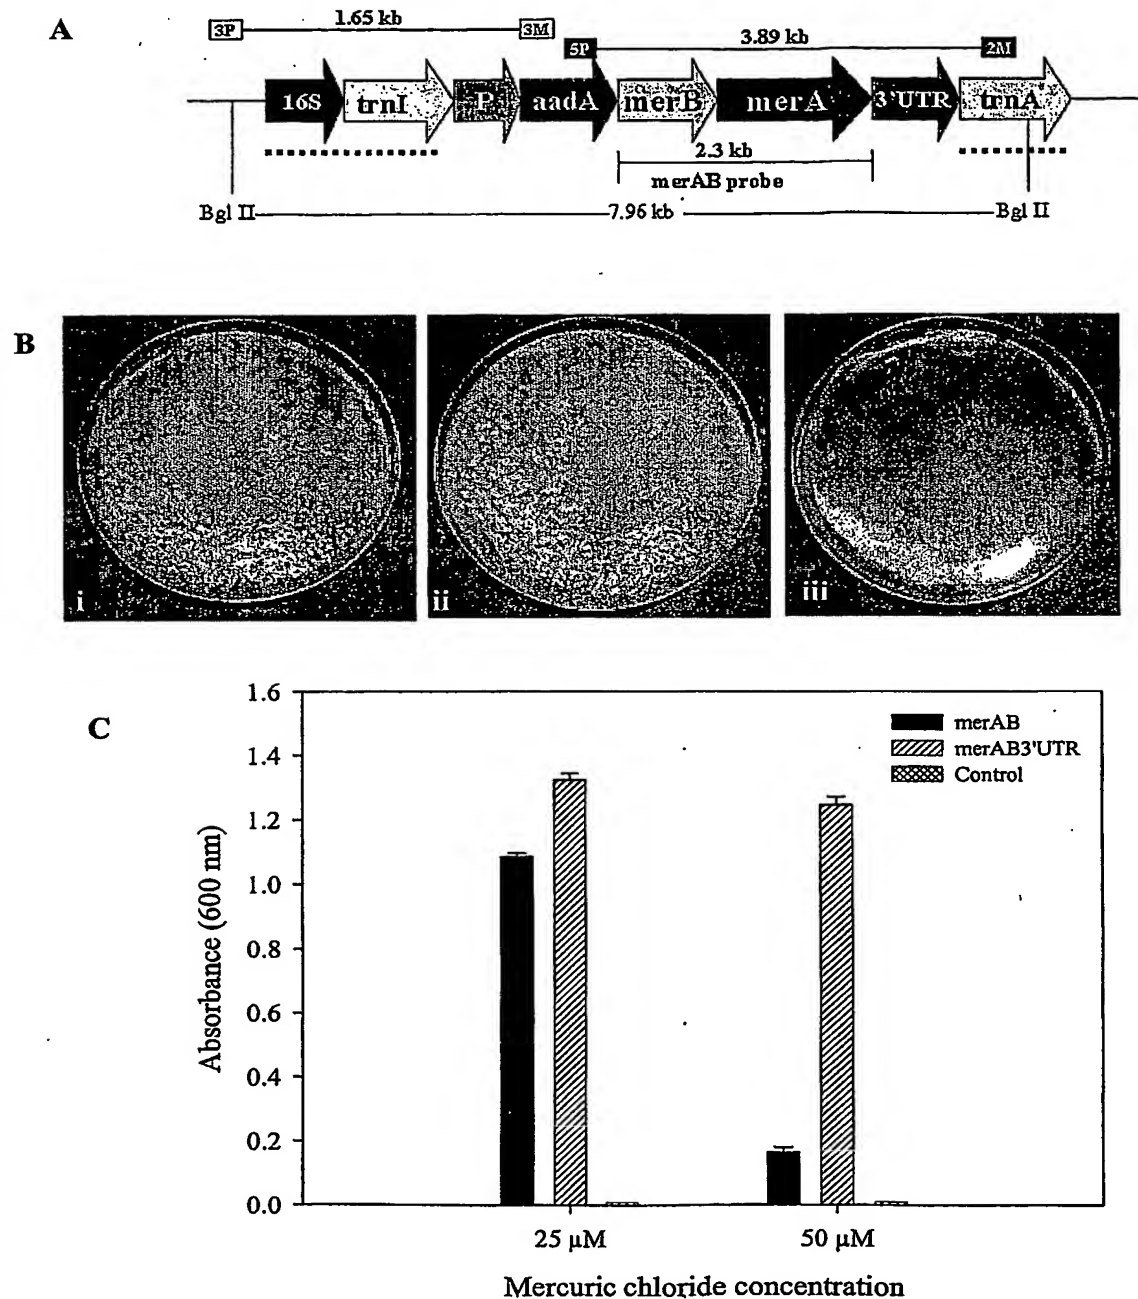 A
3P 1.65 kb 3M
5P 3.89 kb 2M
16S trnI P aadA merB merA 3'UTR trnA
2.3 kb
merAB probe
Bgl II 7.96 kb Bgl II
B
i ii iii
C
1.6
1.4
1.2
1.0
0.8
0.6
0.4
0.2
0.0
Absorbance (600 nm)
merAB
merAB3'UTR
Control
25 µM 50 µM
Mercuric chloride concentration